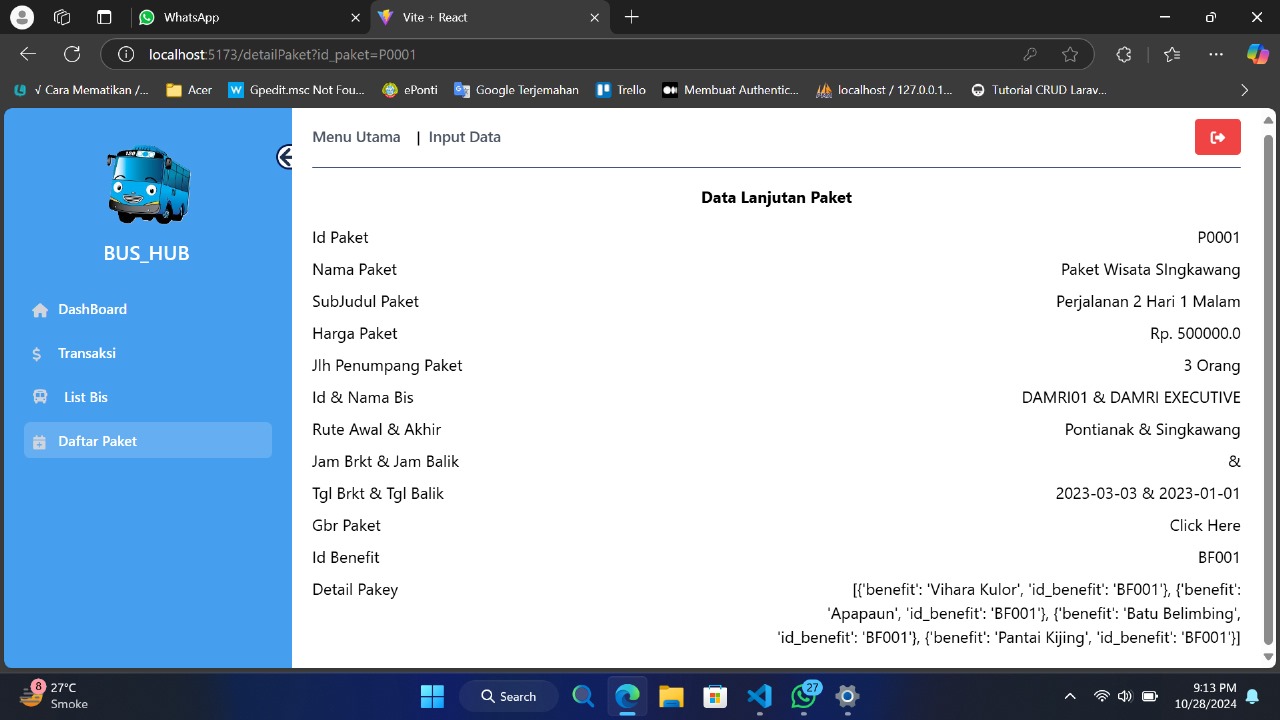 WhatsApp
Vite + React
localhost:5173/detailPaket?id_paket=P0001
√ Cara Mematikan /...
Acer
Gpedit.msc Not Fou...
ePonti
Google Terjemahan
Trello
Membuat Authentic...
localhost / 127.0.0.1...
Tutorial CRUD Larav...
BUS_HUB
DashBoard
Transaksi
List Bis
Daftar Paket
Menu Utama | Input Data
Data Lanjutan Paket
Id Paket P0001
Nama Paket Paket Wisata SIngkawang
SubJudul Paket Perjalanan 2 Hari 1 Malam
Harga Paket Rp. 500000.0
Jlh Penumpang Paket 3 Orang
Id & Nama Bis DAMRI01 & DAMRI EXECUTIVE
Rute Awal & Akhir Pontianak & Singkawang
Jam Brkt & Jam Balik &
Tgl Brkt & Tgl Balik 2023-03-03 & 2023-01-01
Gbr Paket Click Here
Id Benefit BF001
Detail Pakey [{'benefit': 'Vihara Kulor', 'id_benefit': 'BF001'}, {'benefit':
'Apapaun', 'id_benefit': 'BF001'}, {'benefit': 'Batu Belimbing',
'id_benefit': 'BF001'}, {'benefit': 'Pantai Kijing', 'id_benefit': 'BF001'}]
8
27°C
Smoke
Search
27
9:13 PM
10/28/2024